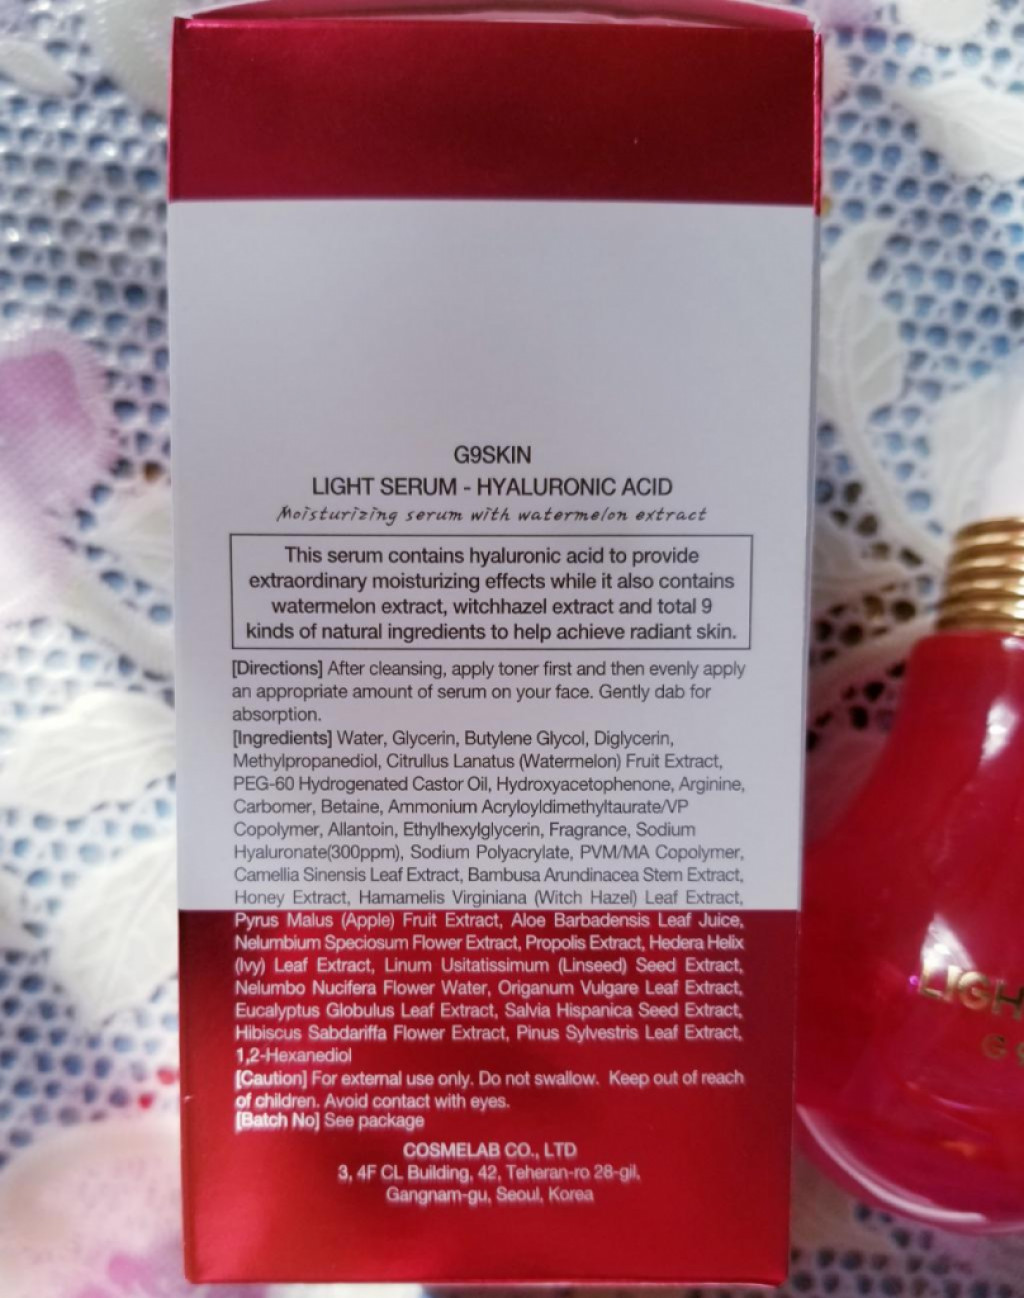 G9SKIN
LIGHT SERUM - HYALURONIC ACID
Moisturizing serum with watermelon extract
This serum contains hyaluronic acid to provide
extraordinary moisturizing effects while it also contains
watermelon extract, witchhazel extract and total 9
kinds of natural ingredients to help achieve radiant skin.
[Directions] After cleansing, apply toner first and then evenly apply
an appropriate amount of serum on your face. Gently dab for
absorption.
[Ingredients] Water, Glycerin, Butylene Glycol, Diglycerin,
Methylpropanediol, Citrullus Lanatus (Watermelon) Fruit Extract,
PEG-60 Hydrogenated Castor Oil, Hydroxyacetophenone, Arginine,
Carbomer, Betaine, Ammonium Acryloyldimethyltaurate/VP
Copolymer, Allantoin, Ethylhexylglycerin, Fragrance, Sodium
Hyaluronate(300ppm), Sodium Polyacrylate, PVM/MA Copolymer,
Camellia Sinensis Leaf Extract, Bambusa Arundinacea Stem Extract,
Honey Extract, Hamamelis Virginiana (Witch Hazel) Leaf Extract,
Pyrus Malus (Apple) Fruit Extract, Aloe Barbadensis Leaf Juice,
Nelumbium Speciosum Flower Extract, Propolis Extract, Hedera Helix
(Ivy) Leaf Extract, Linum Usitatissimum (Linseed) Seed Extract,
Nelumbo Nucifera Flower Water, Origanum Vulgare Leaf Extract,
Eucalyptus Globulus Leaf Extract, Salvia Hispanica Seed Extract,
Hibiscus Sabdariffa Flower Extract, Pinus Sylvestris Leaf Extract,
1,2-Hexanediol
[Caution] For external use only. Do not swallow. Keep out of reach
of children. Avoid contact with eyes.
[Batch No] See package
COSMELAB CO., LTD
3, 4F CL Building, 42, Teheran-ro 28-gil,
Gangnam-gu, Seoul, Korea
LIGH